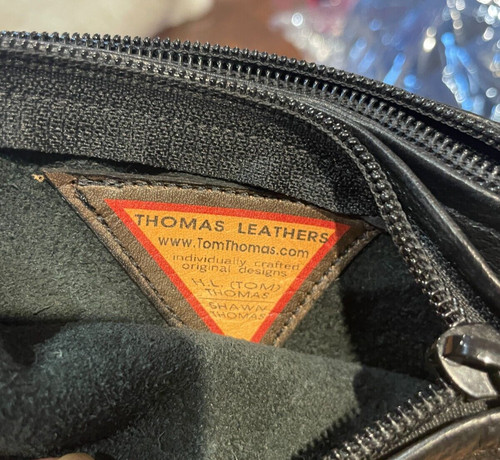 THOMAS LEATHERS
www.TomThomas.com
individually crafted
original designs
H.L. (TOM)
THOMAS
SHAWN
THOMAS